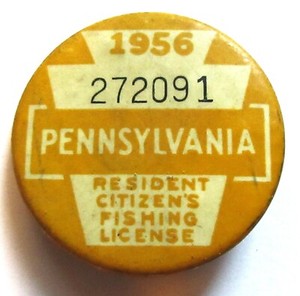 1956
272091
PENNSYLVANIA
RESIDENT
CITIZEN'S
FISHING
LICENSE